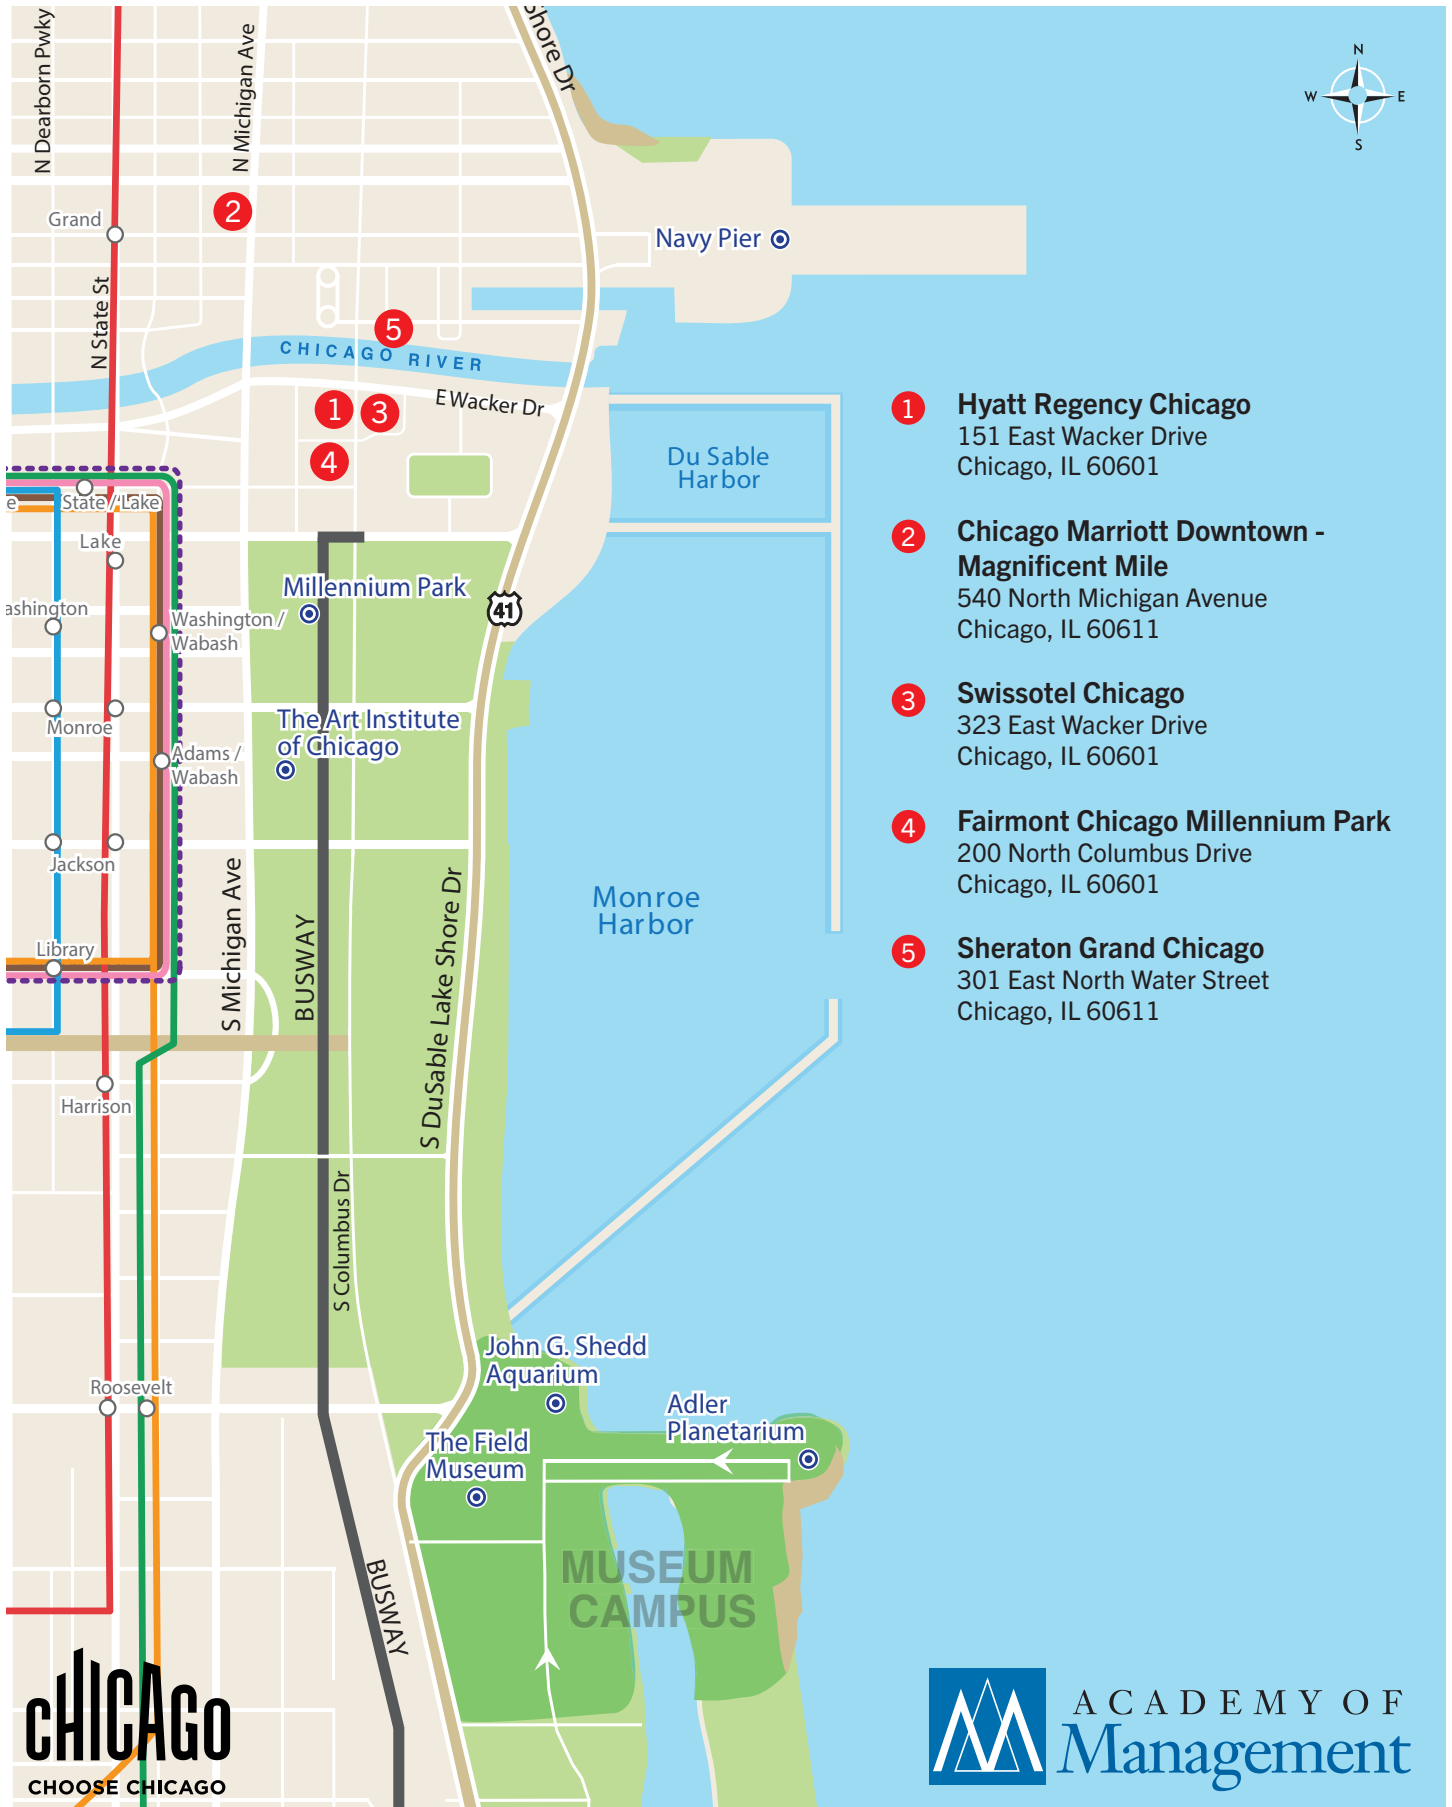 Shore Dr
N Dearborn Pwky
N Michigan Ave
N
W E
S
Grand
2
Navy Pier
N State St
5
CHICAGO RIVER
E Wacker Dr
1
3
4
Du Sable
Harbor
State / Lake
Lake
Millennium Park
41
Washington /
Wabash
Monroe
The Art Institute
of Chicago
Adams /
Wabash
Jackson
Library
S Michigan Ave
BUSWAY
S DuSable Lake Shore Dr
Monroe
Harbor
Harrison
S Columbus Dr
Roosevelt
John G. Shedd
Aquarium
Adler
Planetarium
The Field
Museum
MUSEUM
CAMPUS
BUSWAY
1 Hyatt Regency Chicago
151 East Wacker Drive
Chicago, IL 60601
2 Chicago Marriott Downtown -
Magnificent Mile
540 North Michigan Avenue
Chicago, IL 60611
3 Swissotel Chicago
323 East Wacker Drive
Chicago, IL 60601
4 Fairmont Chicago Millennium Park
200 North Columbus Drive
Chicago, IL 60601
5 Sheraton Grand Chicago
301 East North Water Street
Chicago, IL 60611
CHICAGO
CHOOSE CHICAGO
ACADEMY OF
Management